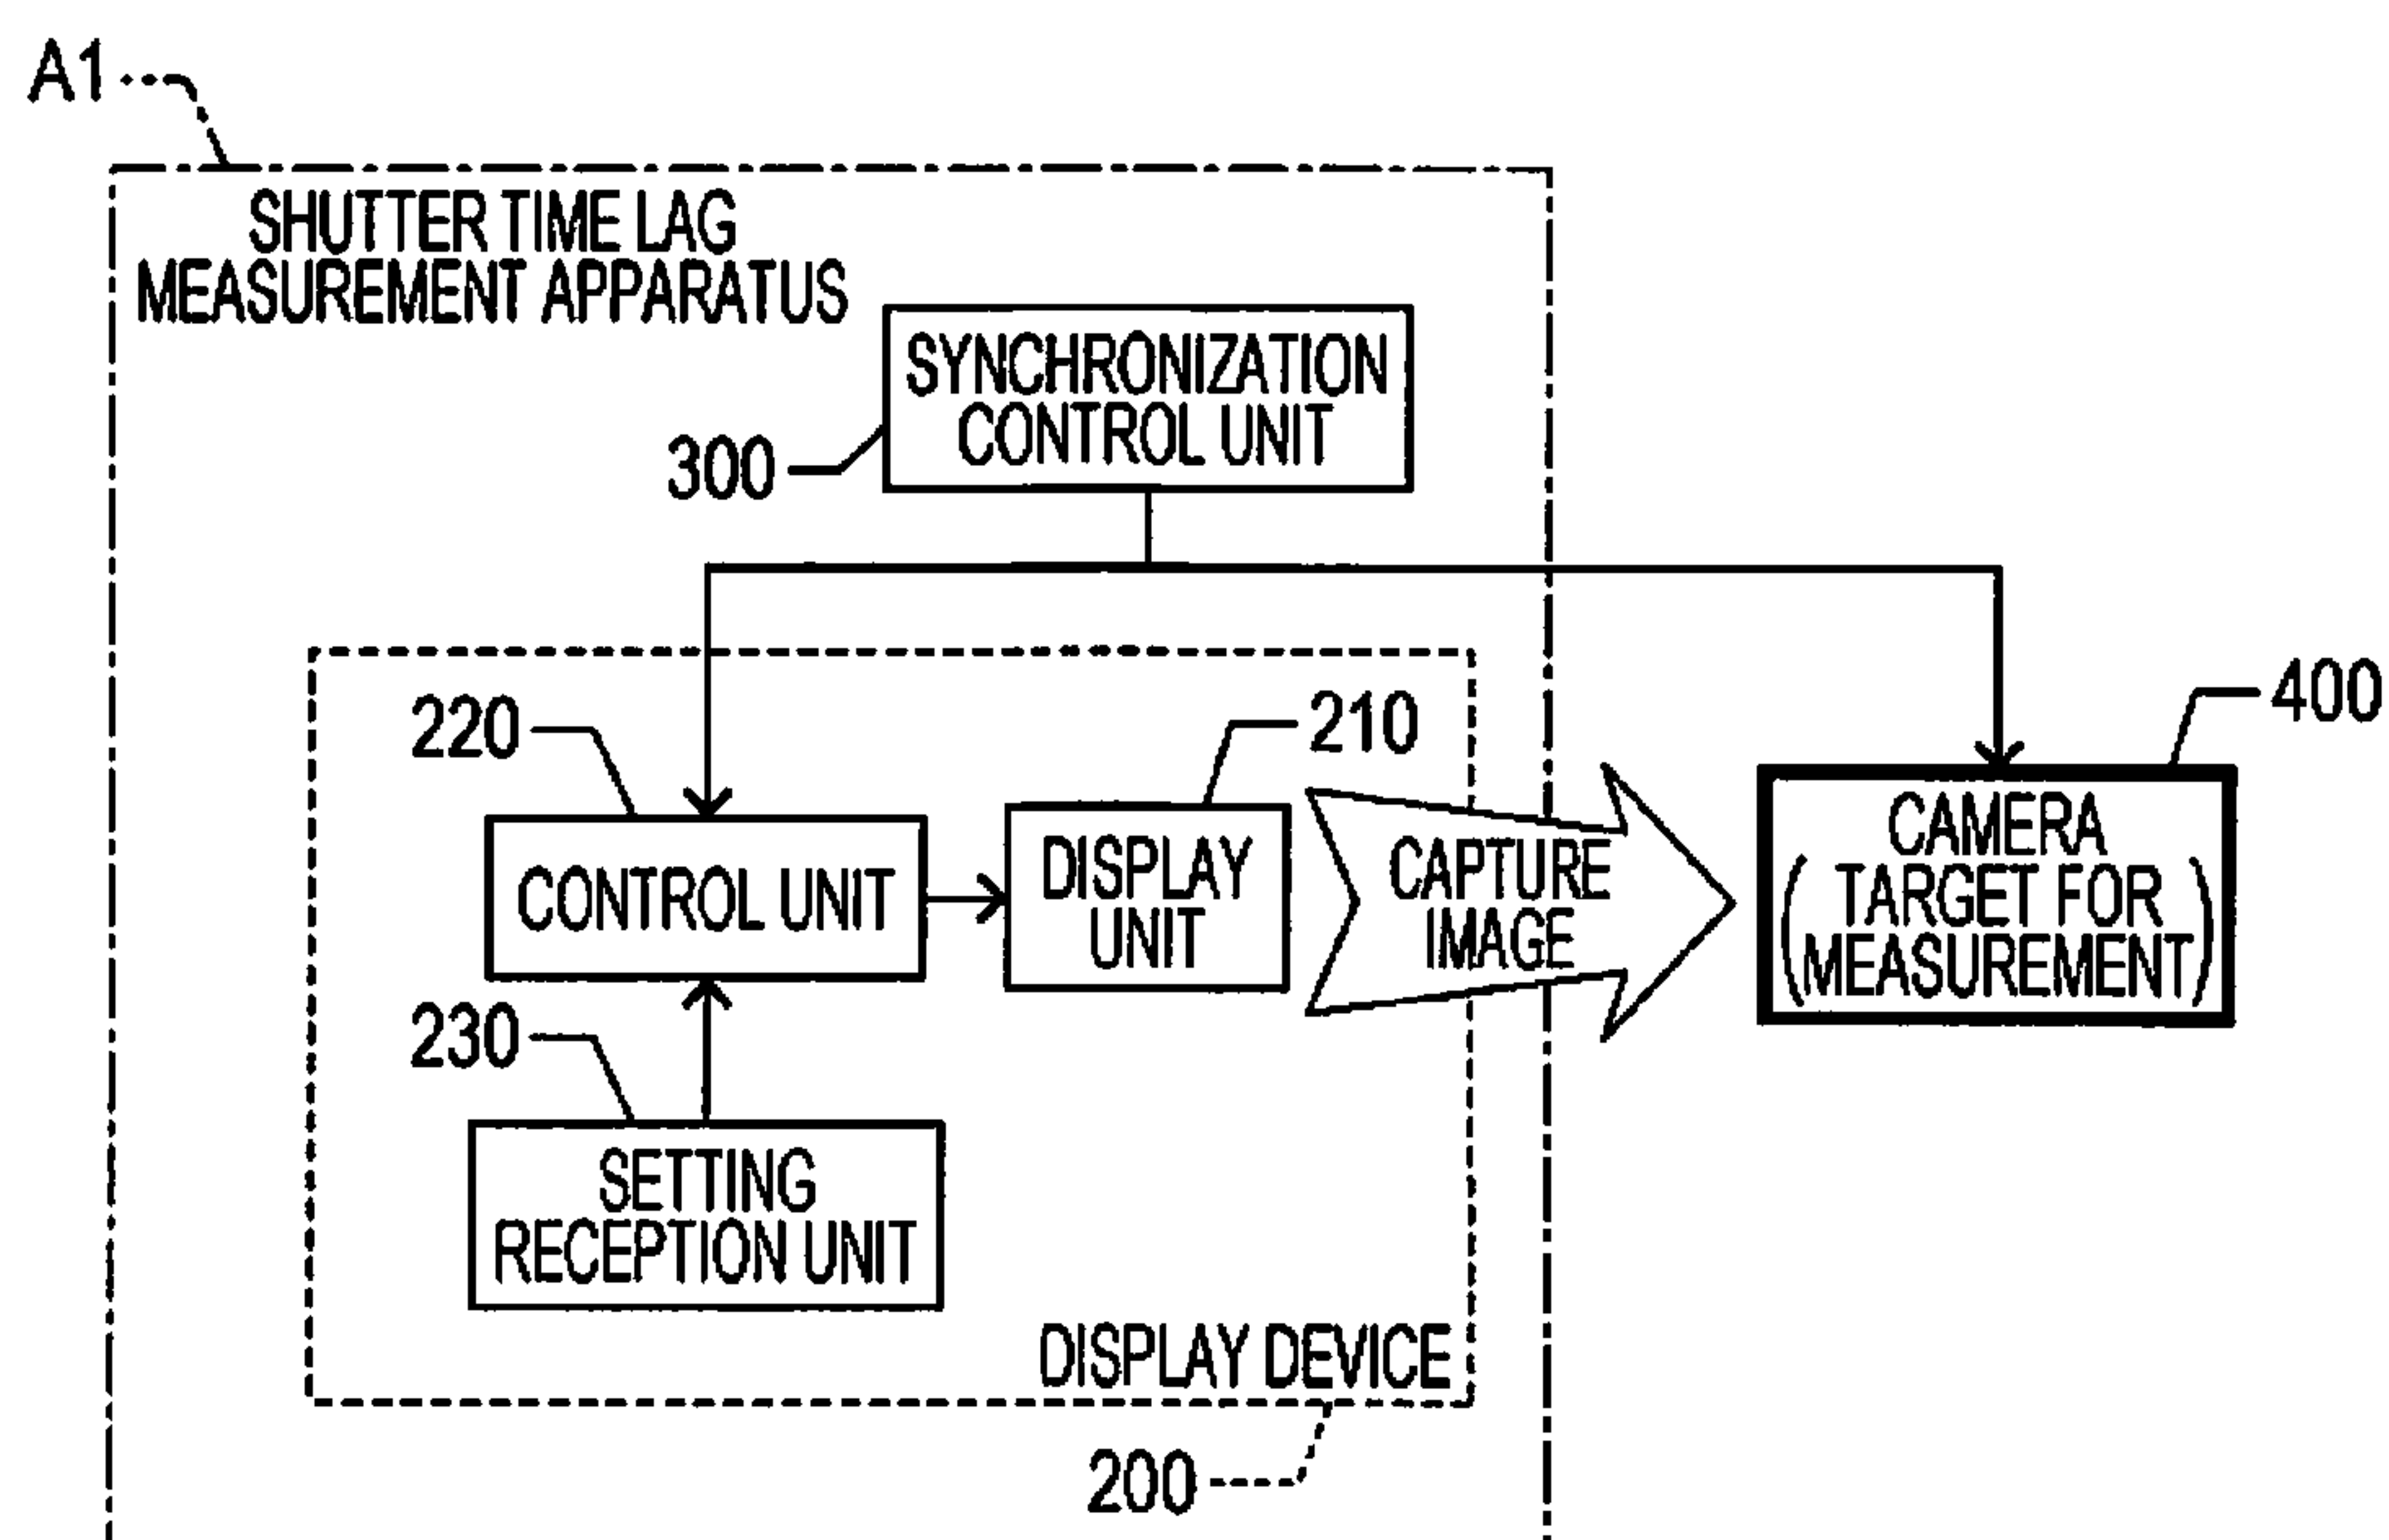 A1
SHUTTER TIME LAG
MEASUREMENT APPARATUS
SYNCHRONIZATION
CONTROL UNIT
300
400
220
210
CONTROL UNIT
DISPLAY
UNIT
CAPTURE
IMAGE
CAMERA
(TARGET FOR
MEASUREMENT)
230
SETTING
RECEPTION UNIT
DISPLAY DEVICE
200